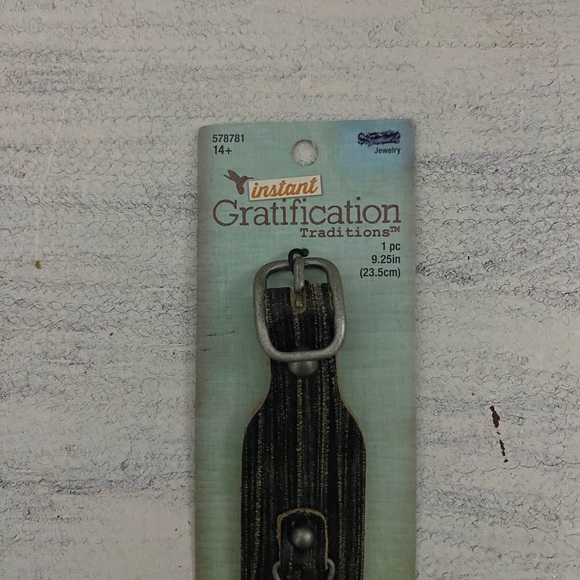 578781
14+
Jewelry
instant
Gratification
Traditions™
1 pc
9.25in
(23.5cm)